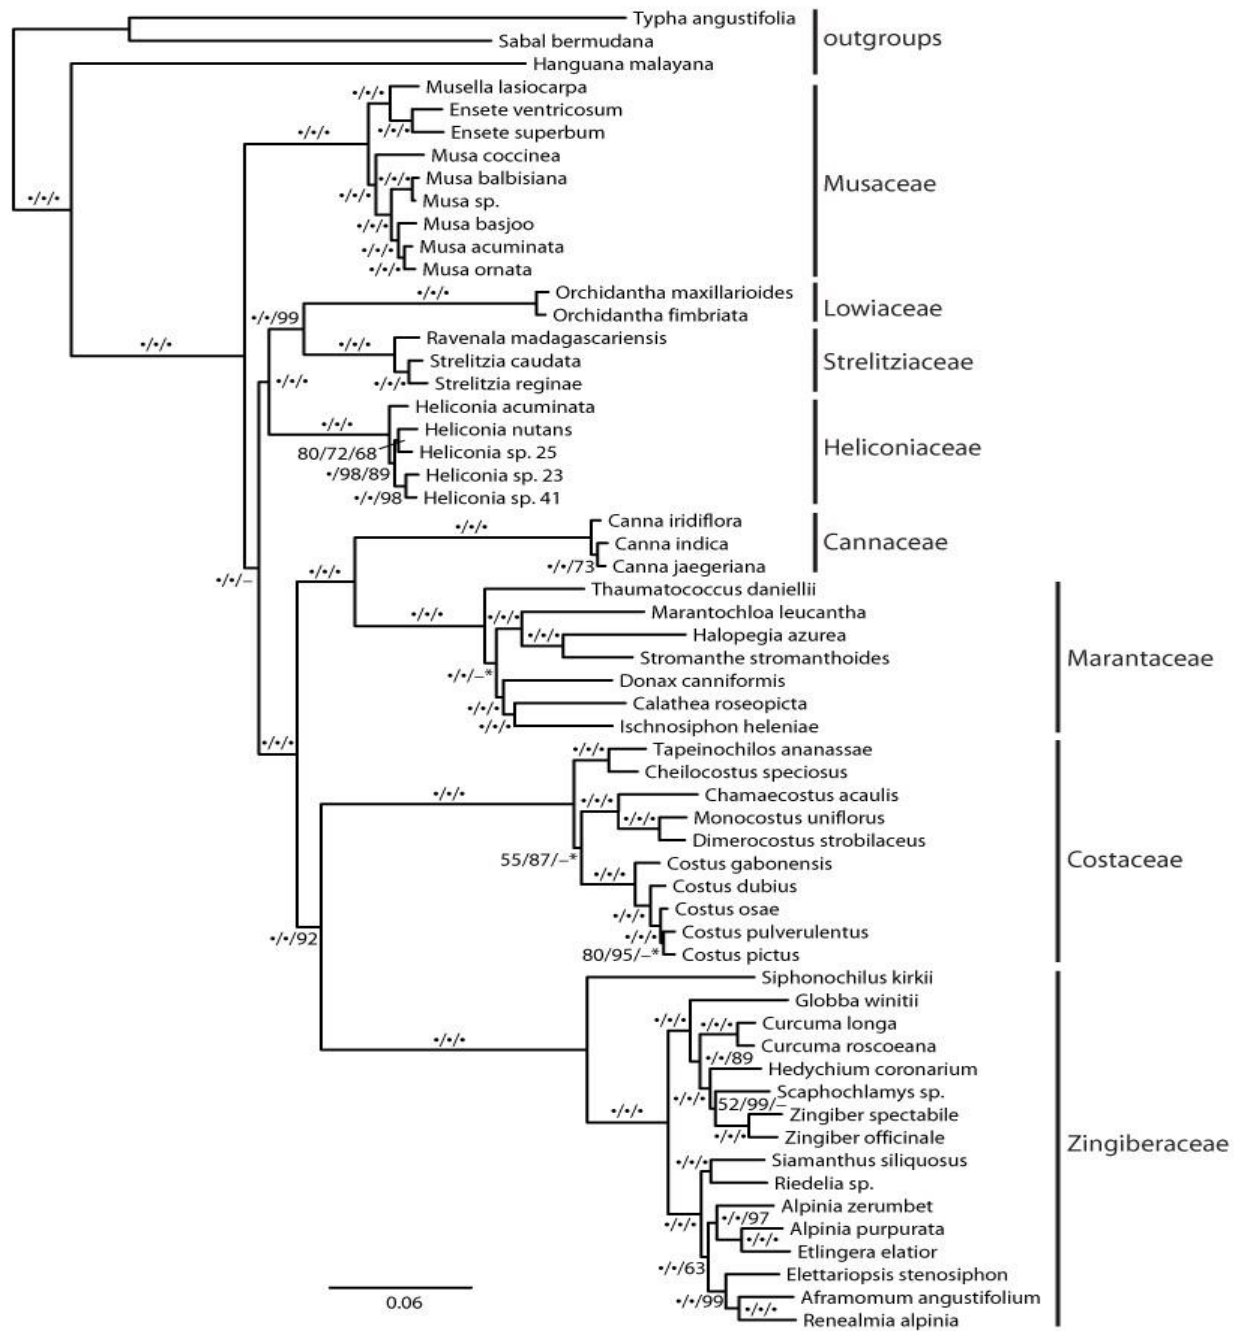 Typha angustifolia
Sabal bermudana
outgroups
Hanguana malayana
Musella lasiocarpa
•/•/•
Ensete ventricosum
•/•/•
•/•/•
Ensete superbum
Musa coccinea
•/•/•
Musa balbisiana
Musaceae
•/•/•
•/•/•
Musa sp.
•/•/•
Musa basjoo
•/•/•
Musa acuminata
•/•/•
Musa ornata
•/•/•
Orchidantha maxillarioides
Lowiaceae
•/•/99
Orchidantha fimbriata
•/•/•
•/•/•
Ravenala madagascariensis
Strelitziaceae
Strelitzia caudata
•/•/•
•/•/•
Strelitzia reginae
Heliconia acuminata
•/•/•
Heliconia nutans
Heliconiaceae
80/72/68
Heliconia sp. 25
•/98/89
Heliconia sp. 23
•/•/98
Heliconia sp. 41
•/•/•
Canna iridiflora
Canna indica
Cannaceae
•/•/73
Canna jaegeriana
•/•/–
•/•/•
Thaumatococcus daniellii
•/•/•
•/•/•
Marantochloa leucantha
•/•/•
Halopegia azurea
Stromanthe stromanthoides
Marantaceae
•/•/–*
Donax canniformis
•/•/•
Calathea roseopicta
•/•/•
Ischnosiphon heleniae
•/•/•
•/•/•
Tapeinochilos ananassae
Cheilocostus speciosus
•/•/•
•/•/•
Chamaecostus acaulis
•/•/•
Monocostus uniflorus
Dimerocostus strobilaceus
55/87/–*
Costus gabonensis
Costaceae
•/•/•
Costus dubius
•/•/•
Costus osae
•/•/•
Costus pulverulentus
•/•/92
80/95/–*
Costus pictus
Siphonochilus kirkii
Globba winitii
•/•/•
•/•/•
Curcuma longa
•/•/•
Curcuma roscoeana
•/•/89
Hedychium coronarium
•/•/•
Scaphochlamys sp.
52/99/–
•/•/•
Zingiber spectabile
•/•/•
Zingiber officinale
Zingiberaceae
•/•/•
Siamanthus siliquosus
Riedelia sp.
Alpinia zerumbet
•/•/•
•/•/97
Alpinia purpurata
•/•/•
Etlingera elatior
•/•/63
Elettariopsis stenosiphon
•/•/99
Aframomum angustifolium
•/•/•
Renealmia alpinia
0.06